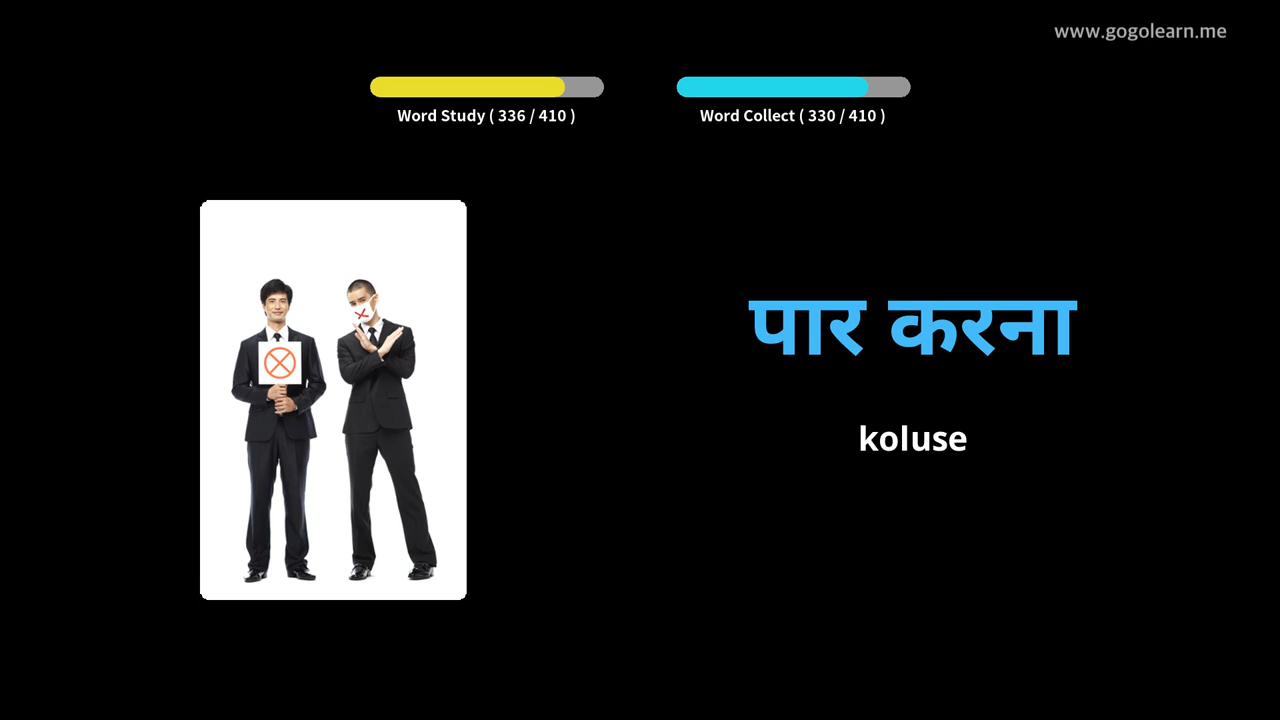 www.gogolearn.me
Word Study ( 336 / 410 )
Word Collect ( 330 / 410 )
पार करना
koluse